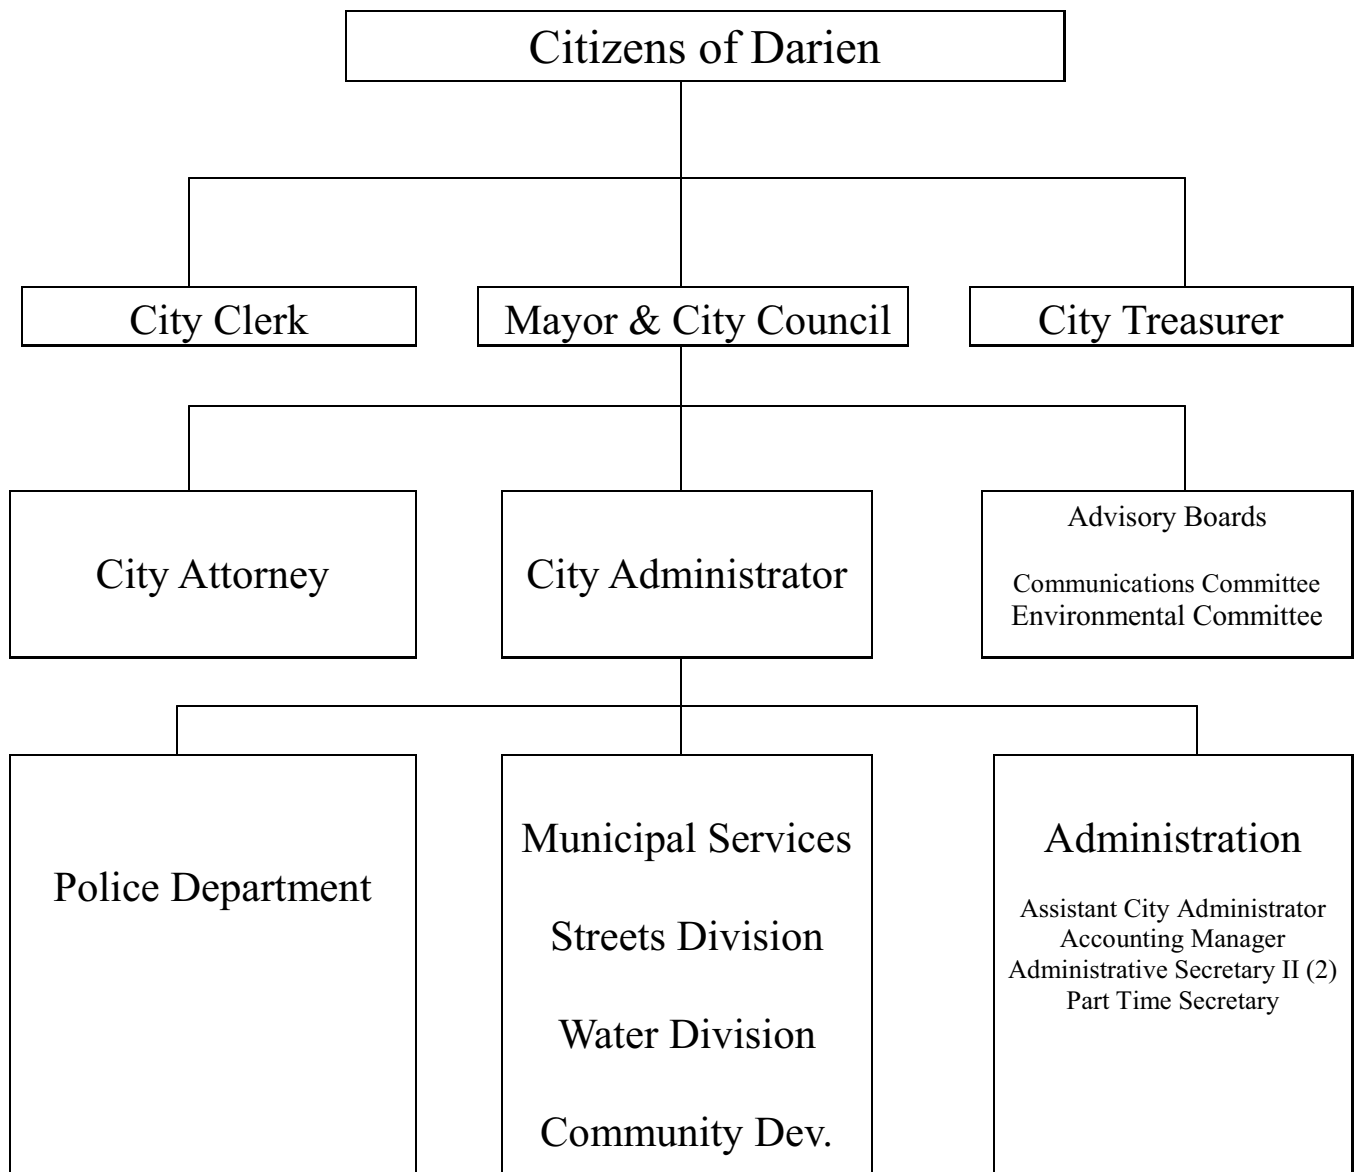 Citizens of Darien
City Clerk
Mayor & City Council
City Treasurer
City Attorney
City Administrator
Advisory Boards
Communications Committee
Environmental Committee
Police Department
Municipal Services
Streets Division
Water Division
Community Dev.
Administration
Assistant City Administrator
Accounting Manager
Administrative Secretary II (2)
Part Time Secretary